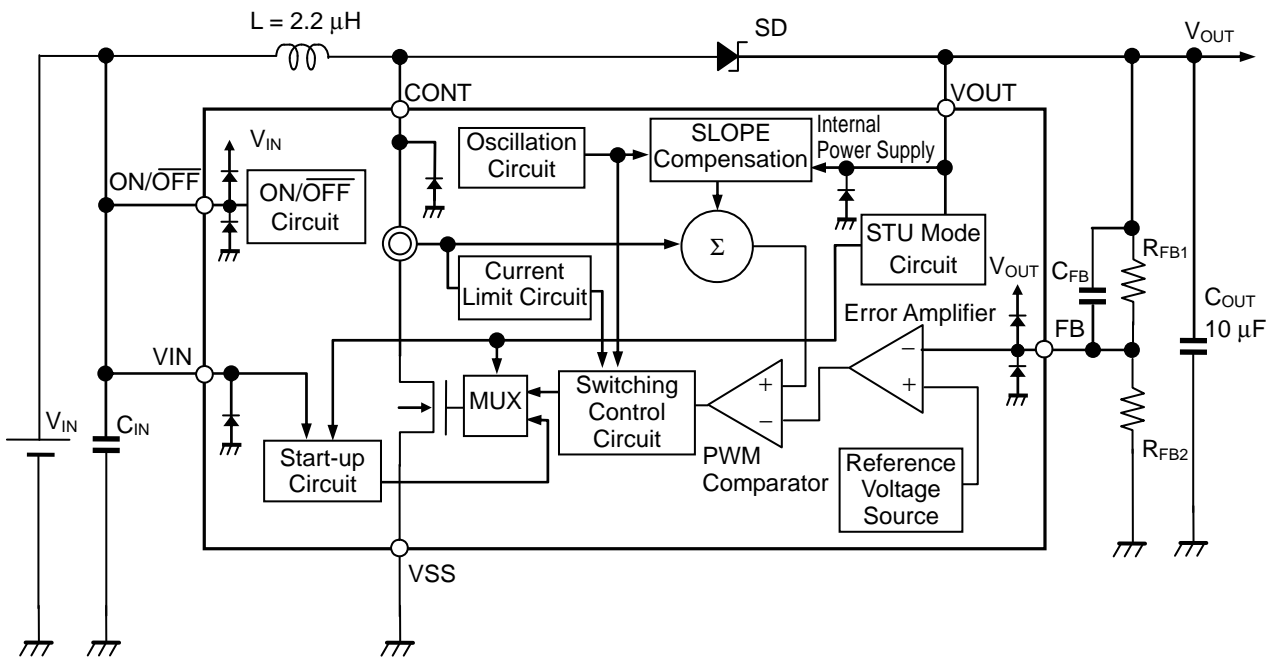 L = 2.2 μH
SD
VOUT
CONT
VOUT
VIN
Oscillation
Circuit
SLOPE
Compensation
Internal
Power Supply
ON/OFF
ON/OFF
Circuit
Σ
STU Mode
Circuit
Current
Limit Circuit
VOUT
CFB
RFB1
COUT
10 μF
Error Amplifier
FB
VIN
MUX
Switching
Control
Circuit
+
−
−
+
VIN
CIN
Start-up
Circuit
PWM
Comparator
Reference
Voltage
Source
RFB2
VSS